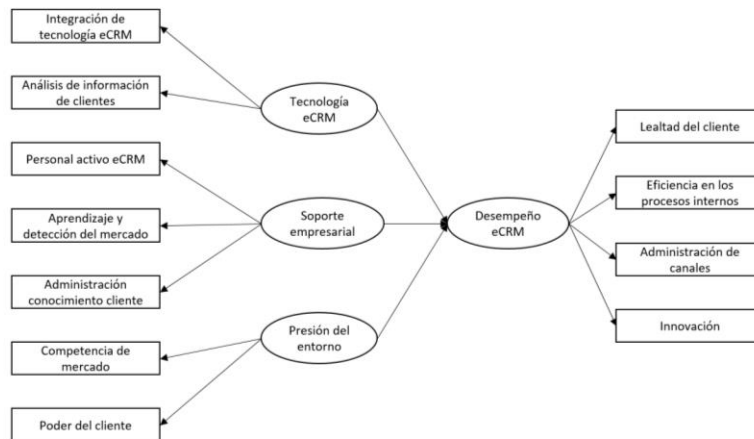 Integración de
tecnología eCRM
Análisis de información
de clientes
Personal activo eCRM
Aprendizaje y
detección del mercado
Administración
conocimiento cliente
Competencia de
mercado
Poder del cliente
Tecnología
eCRM
Soporte
empresarial
Presión del
entorno
Desempeño
eCRM
Lealtad del cliente
Eficiencia en los
procesos internos
Administración de
canales
Innovación